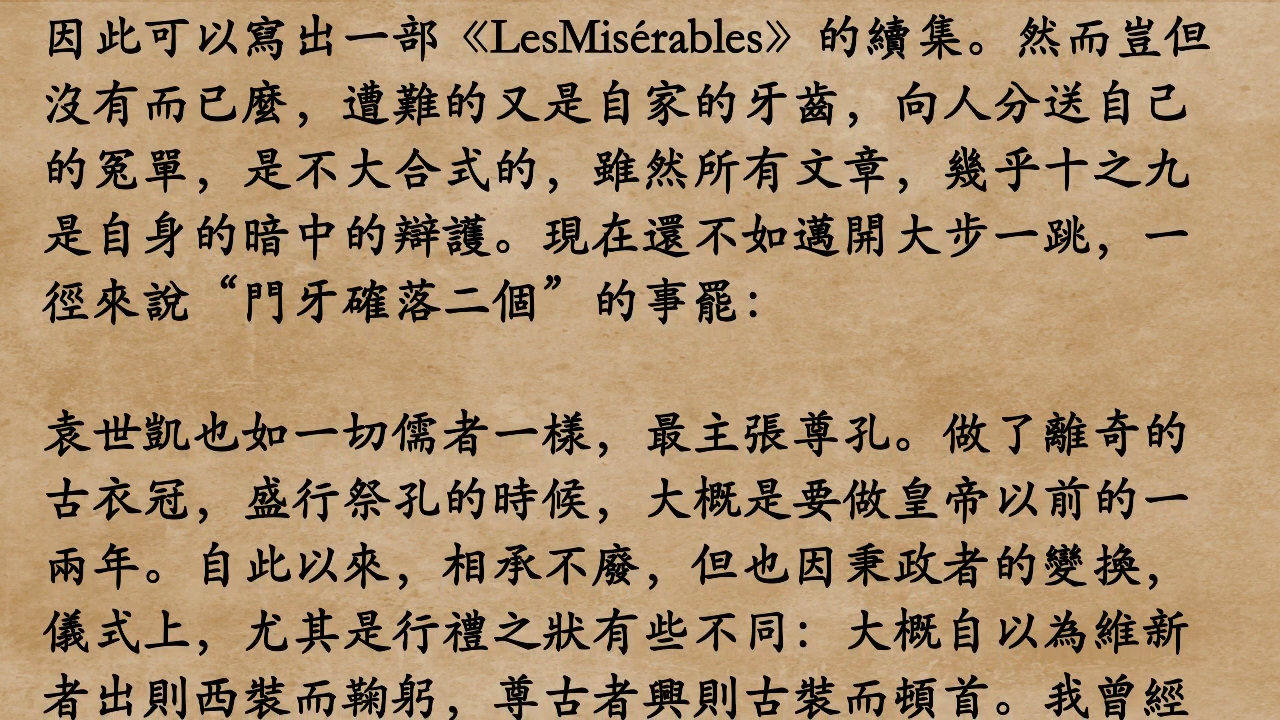 因此可以寫出一部《LesMisérables》的續集。然而豈但
沒有而已麼，遭難的又是自家的牙齒，向人分送自己
的冤單，是不大合式的，雖然所有文章，幾乎十之九
是自身的暗中的辯護。現在還不如邁開大步一跳，一
徑來說“門牙確落二個”的事罷：
袁世凱也如一切儒者一樣，最主張尊孔。做了離奇的
古衣冠，盛行祭孔的時候，大概是要做皇帝以前的一
兩年。自此以來，相承不廢，但也因秉政者的變換，
儀式上，尤其是行禮之狀有些不同：大概自以為維新
者出則西裝而鞠躬，尊古者興則古裝而頓首。我曾經